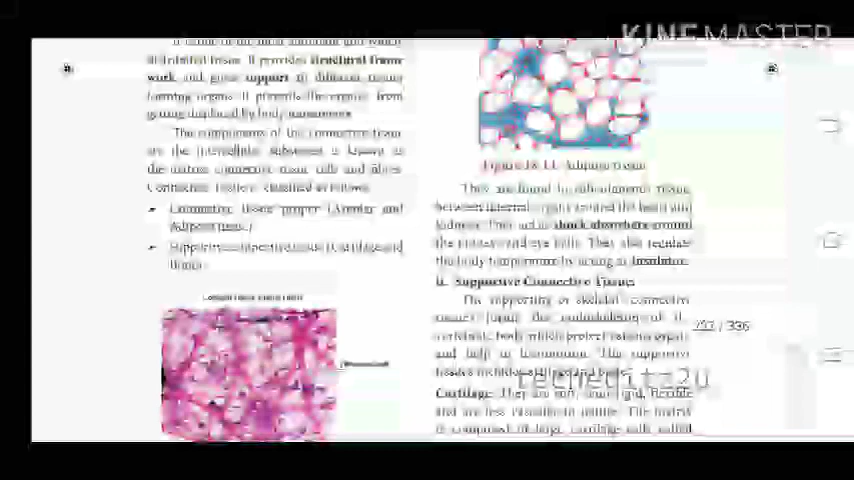 KINEMASTER
distributed tissue. It provides structural frame
work and gives support to different tissues
forming organs. It prevents the organs from
getting displaced by body movements.
The components of the connective tissue
are the intercellular substance is known as
the matrix connective tissue cells and fibres.
Connective tissue is classified as follows
Connective tissue proper (Areolar and
Adipose tissue)
Supportive connective tissue (Cartilage and
Bone)
Figure 18.11 Adipose tissue
They are found in subcutaneous tissue
between internal organs around the heart and
kidneys. They act as shock absorbers around
the kidneys and eye balls. They also regulate
the body temperature by acting as insulator.
ii. Supportive Connective Tissues
The supporting or skeletal connective
tissues forms the endoskeleton of the
vertebrate body which protect various organs
and help in locomotion. The supportive
tissues include cartilage and bone.
/ 396
techeditz2u
Cartilage: They are soft, semi-rigid, flexible
and are less vascular in nature. The matrix
is composed of large cartilage cells called